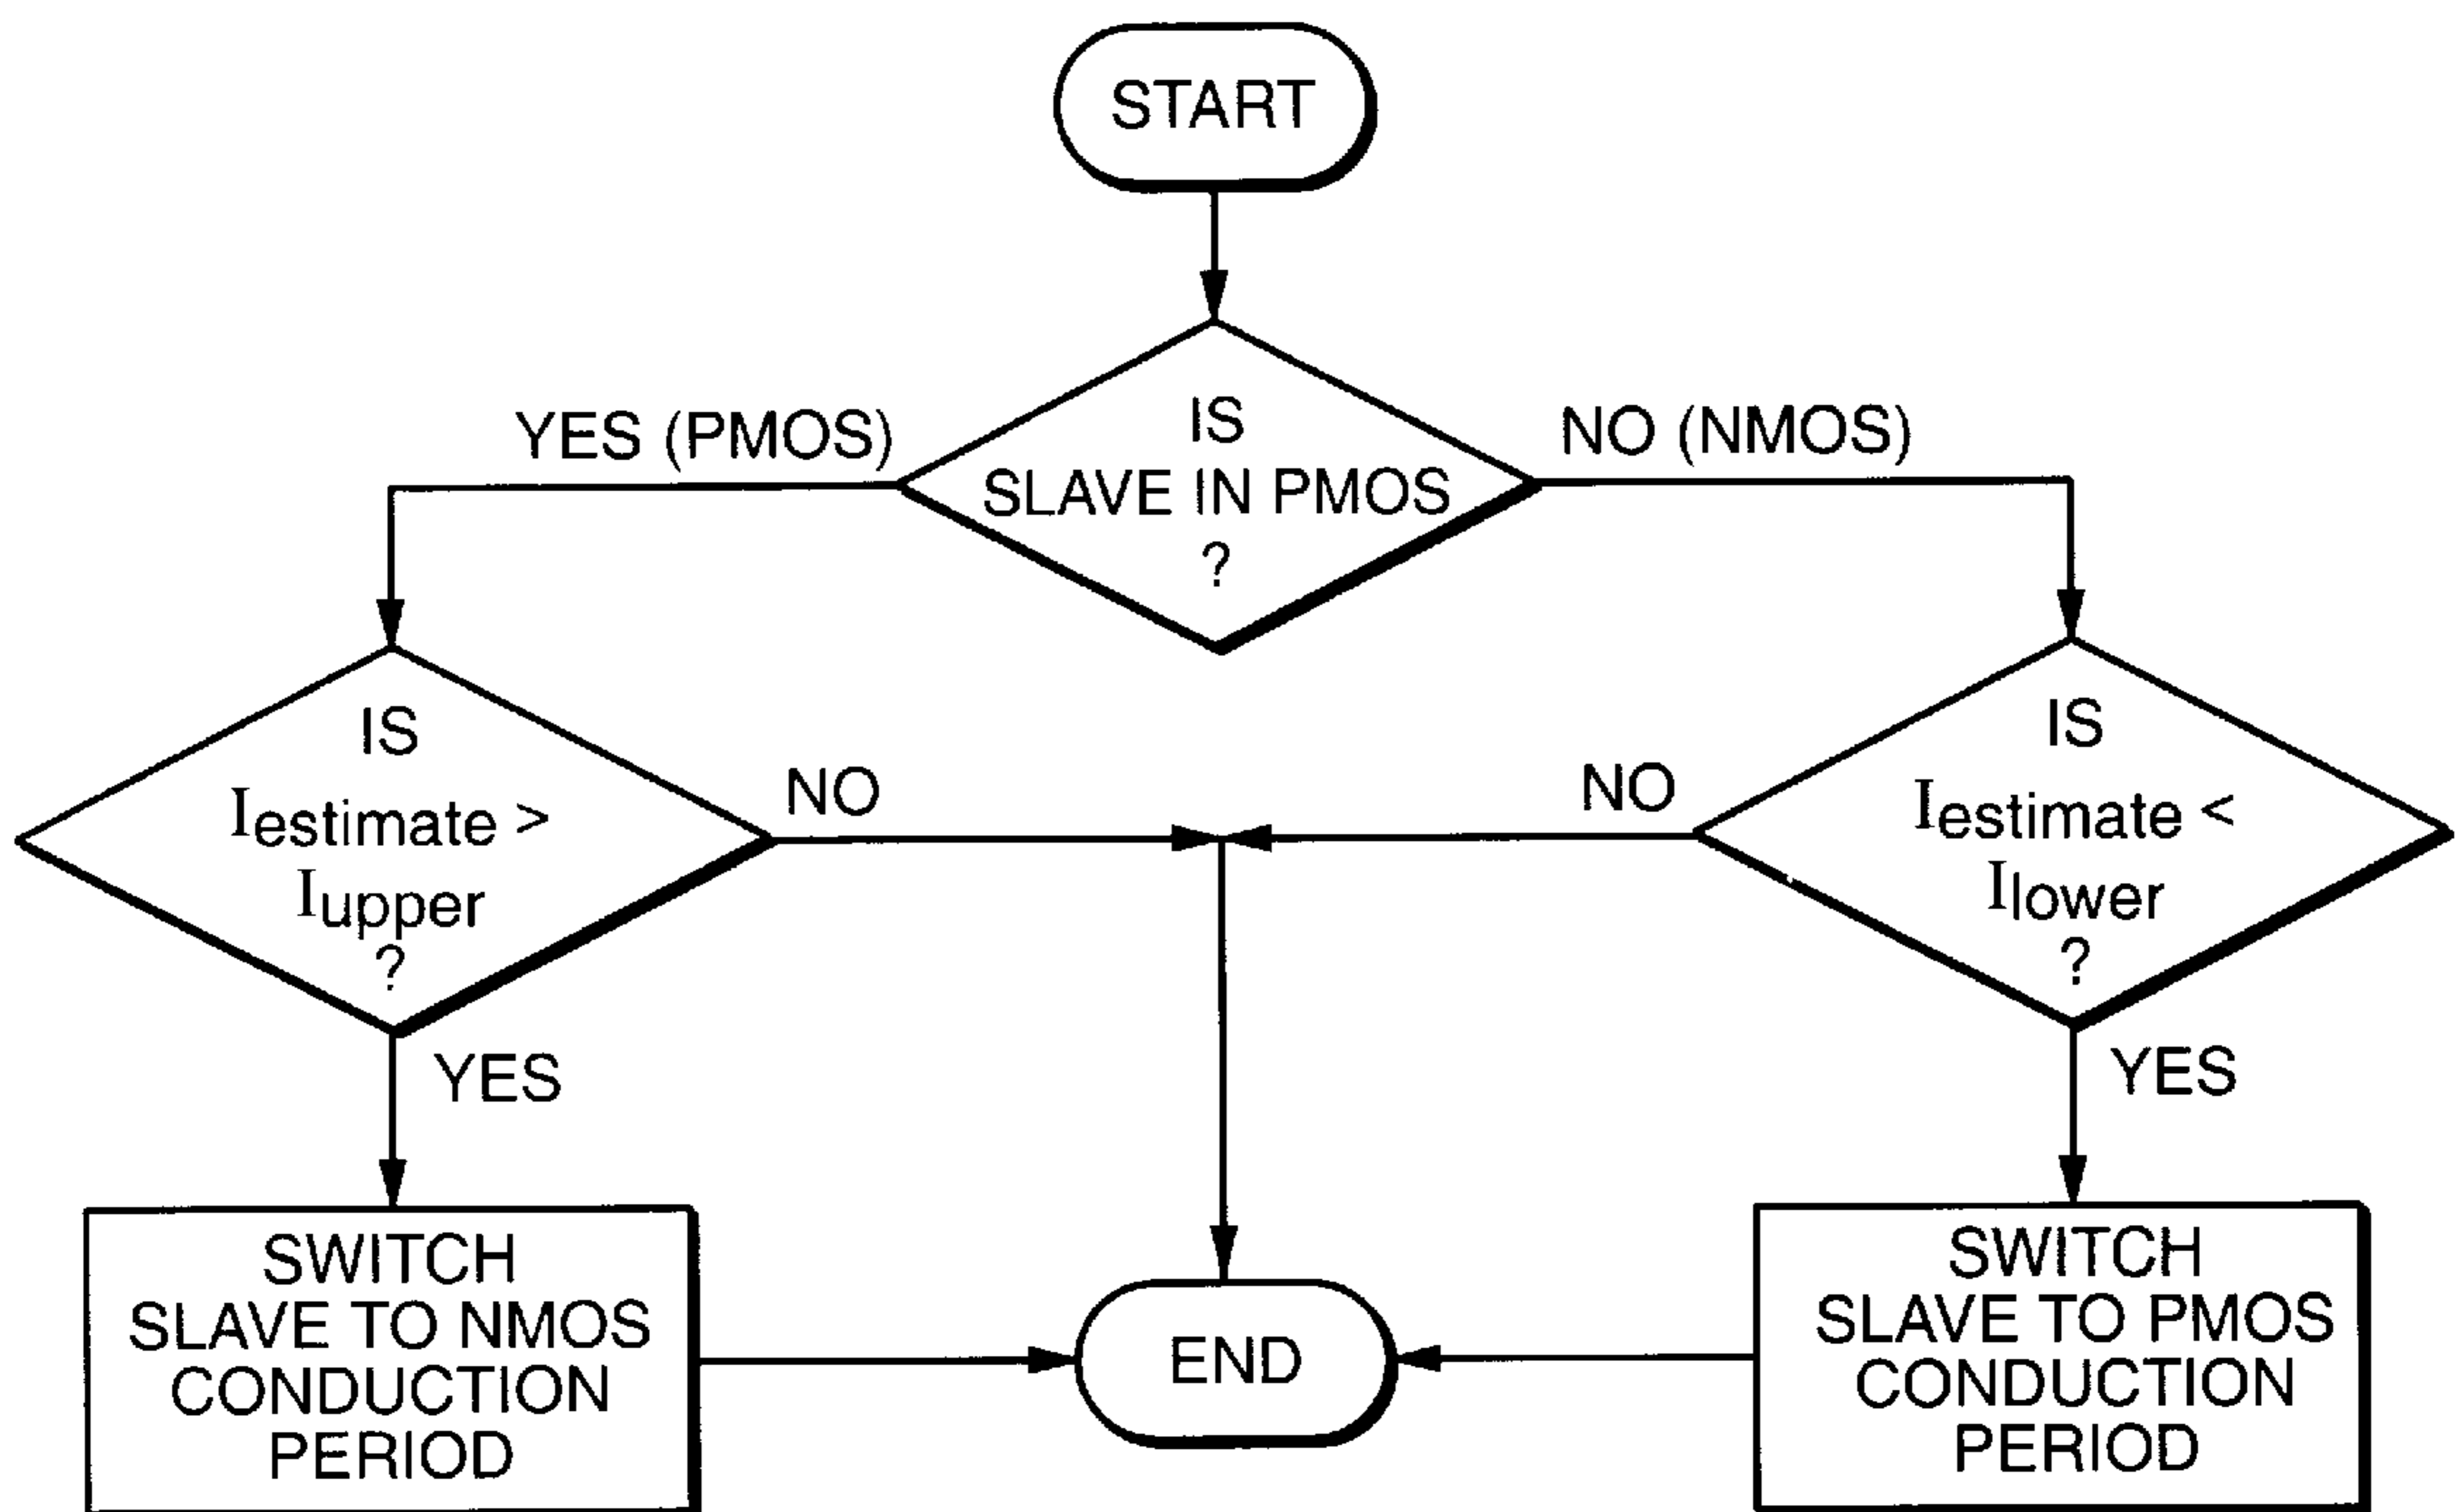 START
IS
SLAVE IN PMOS
?
YES (PMOS)
NO (NMOS)
IS
Iestimate >
Iupper
?
NO
YES
IS
Iestimate <
Ilower
?
NO
YES
SWITCH
SLAVE TO NMOS
CONDUCTION
PERIOD
END
SWITCH
SLAVE TO PMOS
CONDUCTION
PERIOD